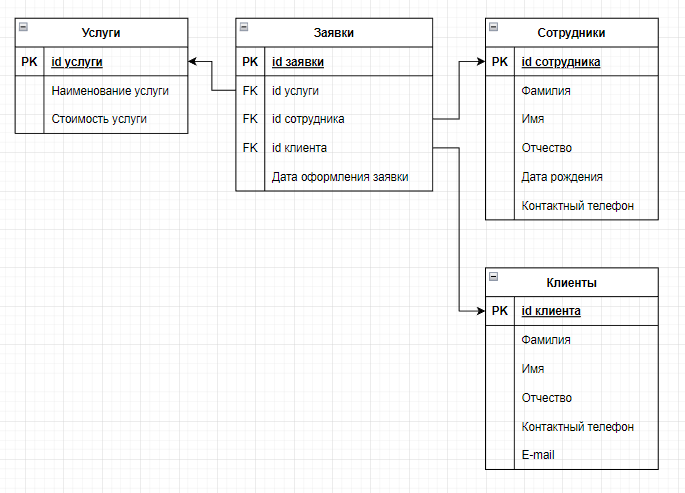 Услуги
PK id услуги
Наименование услуги
Стоимость услуги
Заявки
PK id заявки
FK id услуги
FK id сотрудника
FK id клиента
Дата оформления заявки
Сотрудники
PK id сотрудника
Фамилия
Имя
Отчество
Дата рождения
Контактный телефон
Клиенты
PK id клиента
Фамилия
Имя
Отчество
Контактный телефон
E-mail